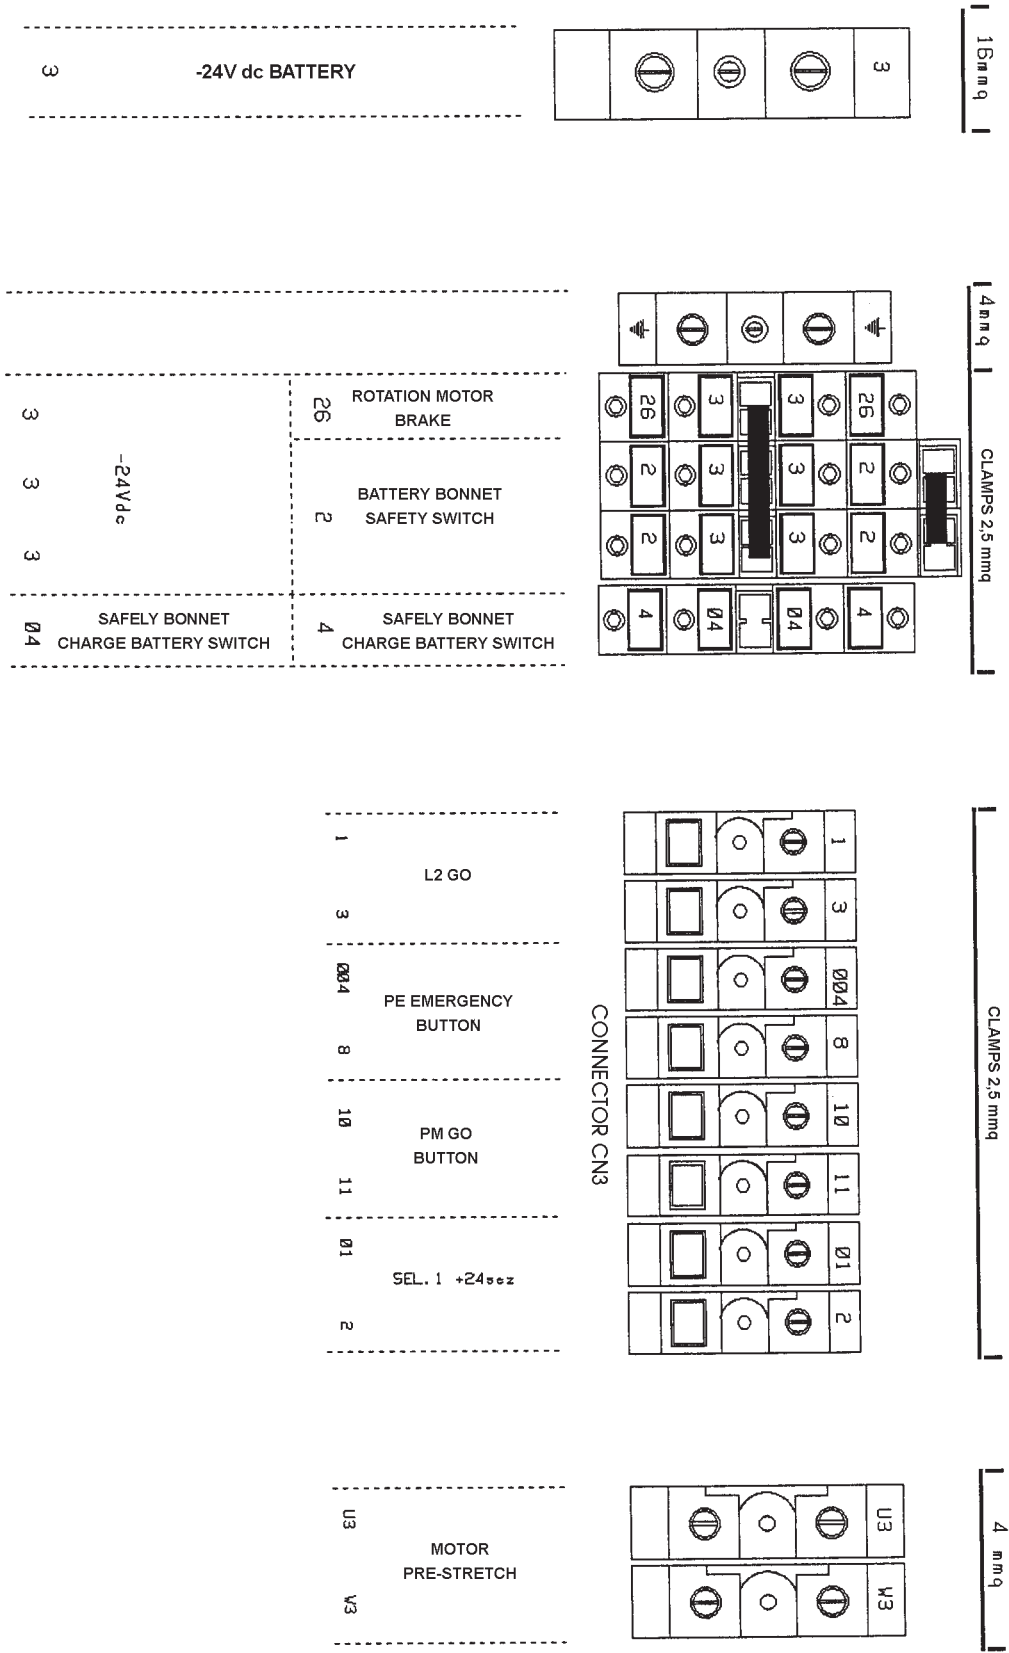 3
-24V dc BATTERY
3
16mmq
4mmq
3
3
3
-24Vdc
26
ROTATION MOTOR
BRAKE
2
BATTERY BONNET
SAFETY SWITCH
04
SAFELY BONNET
CHARGE BATTERY SWITCH
4
SAFELY BONNET
CHARGE BATTERY SWITCH
26 3 3 26
2 3 3 2
2 3 3 2
4 04 04 4
CLAMPS 2,5 mmq
1
L2 GO
3
004
PE EMERGENCY
BUTTON
8
10
PM GO
BUTTON
11
01
SEL. 1 +24scz
2
CONNECTOR CN3
1
3
004
8
10
11
01
2
CLAMPS 2,5 mmq
U3
MOTOR
PRE-STRETCH
V3
U3
W3
4 mmq